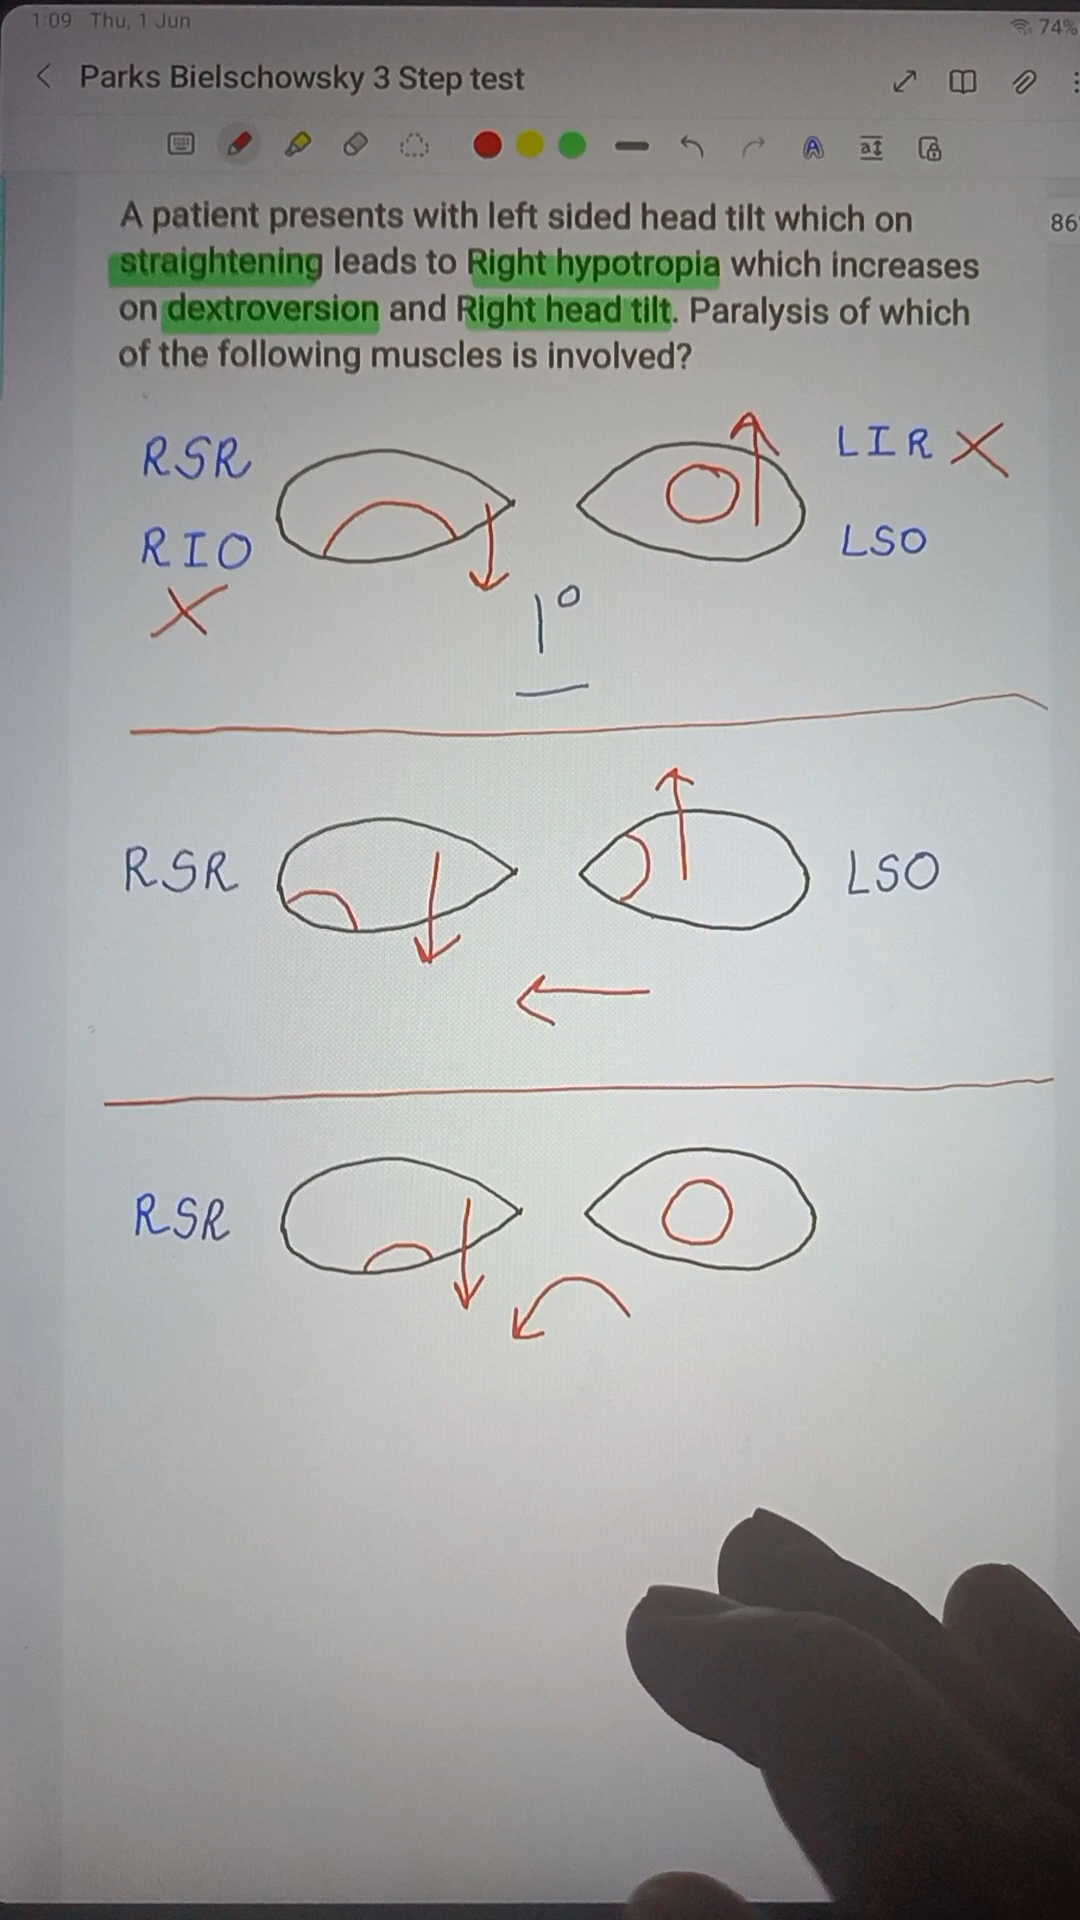 1:09 Thu, 1 Jun
74%
Parks Bielschowsky 3 Step test
A patient presents with left sided head tilt which on
straightening leads to Right hypotropia which increases
on dextroversion and Right head tilt. Paralysis of which
of the following muscles is involved?
86
RSR
LIR X
RIO
LSO
X
1°
RSR
LSO
RSR